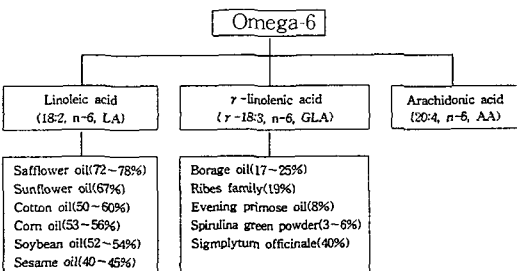 Omega-6
Linoleic acid
(18:2, n-6, LA)
γ-linolenic acid
(γ-18:3, n-6, GLA)
Arachidonic acid
(20:4, n-6, AA)
Safflower oil(72~78%)
Sunflower oil(67%)
Cotton oil(50~60%)
Corn oil(53~56%)
Soybean oil(52~54%)
Sesame oil(40~45%)
Borage oil(17~25%)
Ribes family(19%)
Evening primose oil(8%)
Spirulina green powder(3~6%)
Sigmplytum officinale(40%)